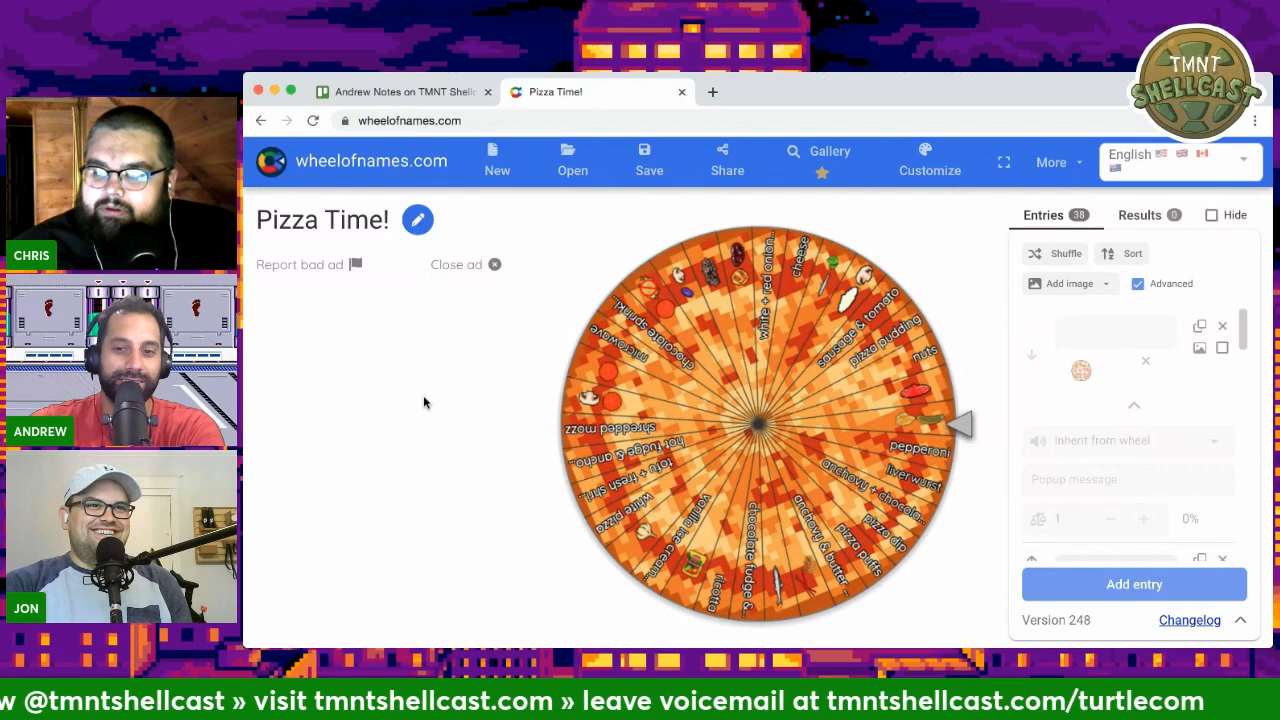 TMNT
SHELLCAST
Andrew Notes on TMNT Shellc
Pizza Time!
wheelofnames.com
wheelofnames.com
New
Open
Save
Share
Gallery
Customize
More
English
Pizza Time!
Report bad ad
Close ad
Entries 38
Results 0
Hide
Shuffle
Sort
Add image
Advanced
Inherit from wheel
Popup message
1
0%
Add entry
Version 248
Changelog
white + red onion...
cheese
sausage & tomato
pizza pudding
nuts
pepperoni
liverwurst
anchovy + chocola...
pizza dip
pizza puffs
anchovy & butter ...
chocolate fudge &...
ricotta
vanilla ice cream...
white pizza
tofu + fresh shri...
hot fudge & ancho...
shredded mozz
microwave
chocolate sprinkl...
CHRIS
ANDREW
JON
w @tmntshellcast » visit tmntshellcast.com » leave voicemail at tmntshellcast.com/turtlecom